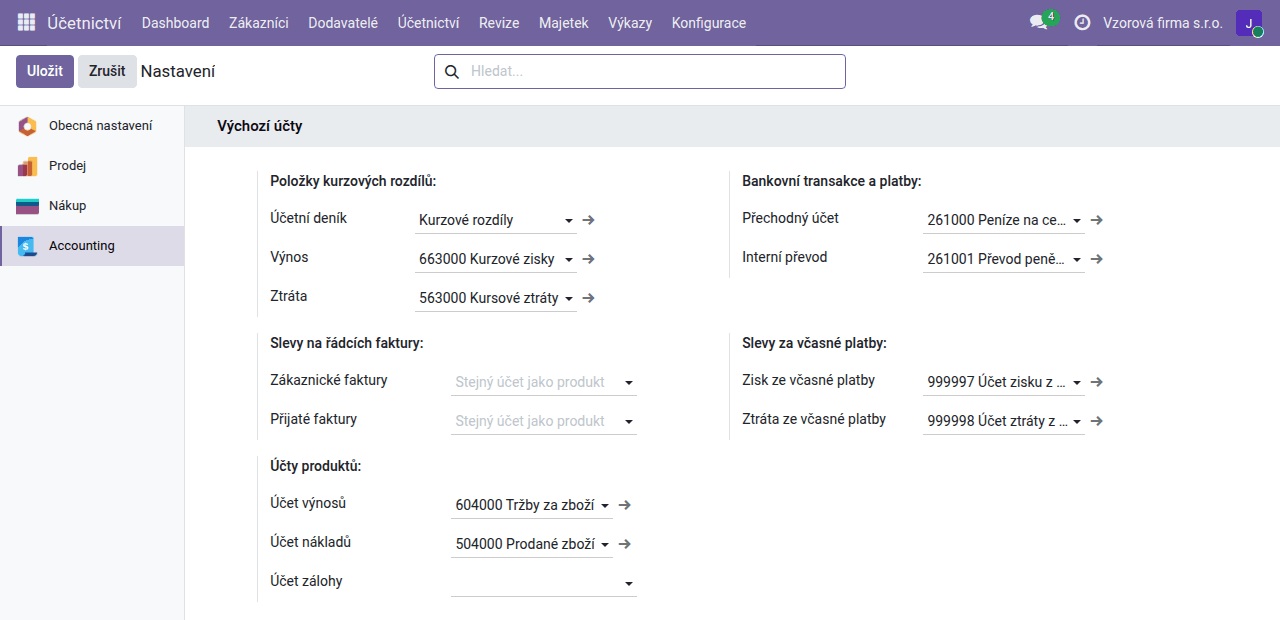 Účetnictví Dashboard Zákazníci Dodavatelé Účetnictví Revize Majetek Výkazy Konfigurace 4 Vzorová firma s.r.o. J
Uložit Zrušit Nastavení Hledat...
Obecná nastavení
Prodej
Nákup
Accounting
Výchozí účty
Položky kurzových rozdílů:
Účetní deník Kurzové rozdíly
Výnos 663000 Kurzové zisky
Ztráta 563000 Kursové ztráty
Bankovní transakce a platby:
Přechodný účet 261000 Peníze na ce...
Interní převod 261001 Převod peně...
Slevy na řádcích faktury:
Zákaznické faktury Stejný účet jako produkt
Přijaté faktury Stejný účet jako produkt
Slevy za včasné platby:
Zisk ze včasné platby 999997 Účet zisku z ...
Ztráta ze včasné platby 999998 Účet ztráty z ...
Účty produktů:
Účet výnosů 604000 Tržby za zboží
Účet nákladů 504000 Prodané zboží
Účet zálohy